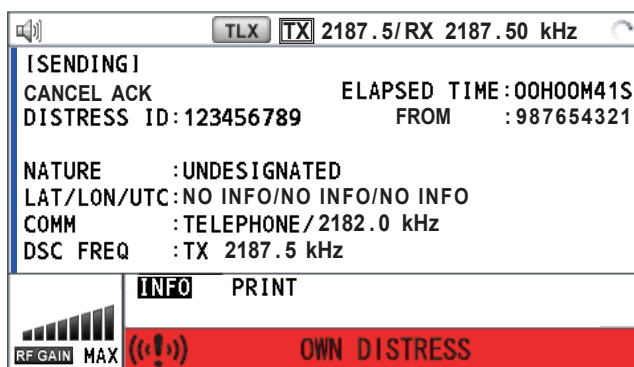 TLX TX 2187.5/RX 2187.50 kHz
[SENDING]
CANCEL ACK ELAPSED TIME:00H00M41S
DISTRESS ID:123456789 FROM :987654321
NATURE :UNDESIGNATED
LAT/LON/UTC:NO INFO/NO INFO/NO INFO
COMM :TELEPHONE/2182.0 kHz
DSC FREQ :TX 2187.5 kHz
INFO PRINT
RF GAIN MAX OWN DISTRESS